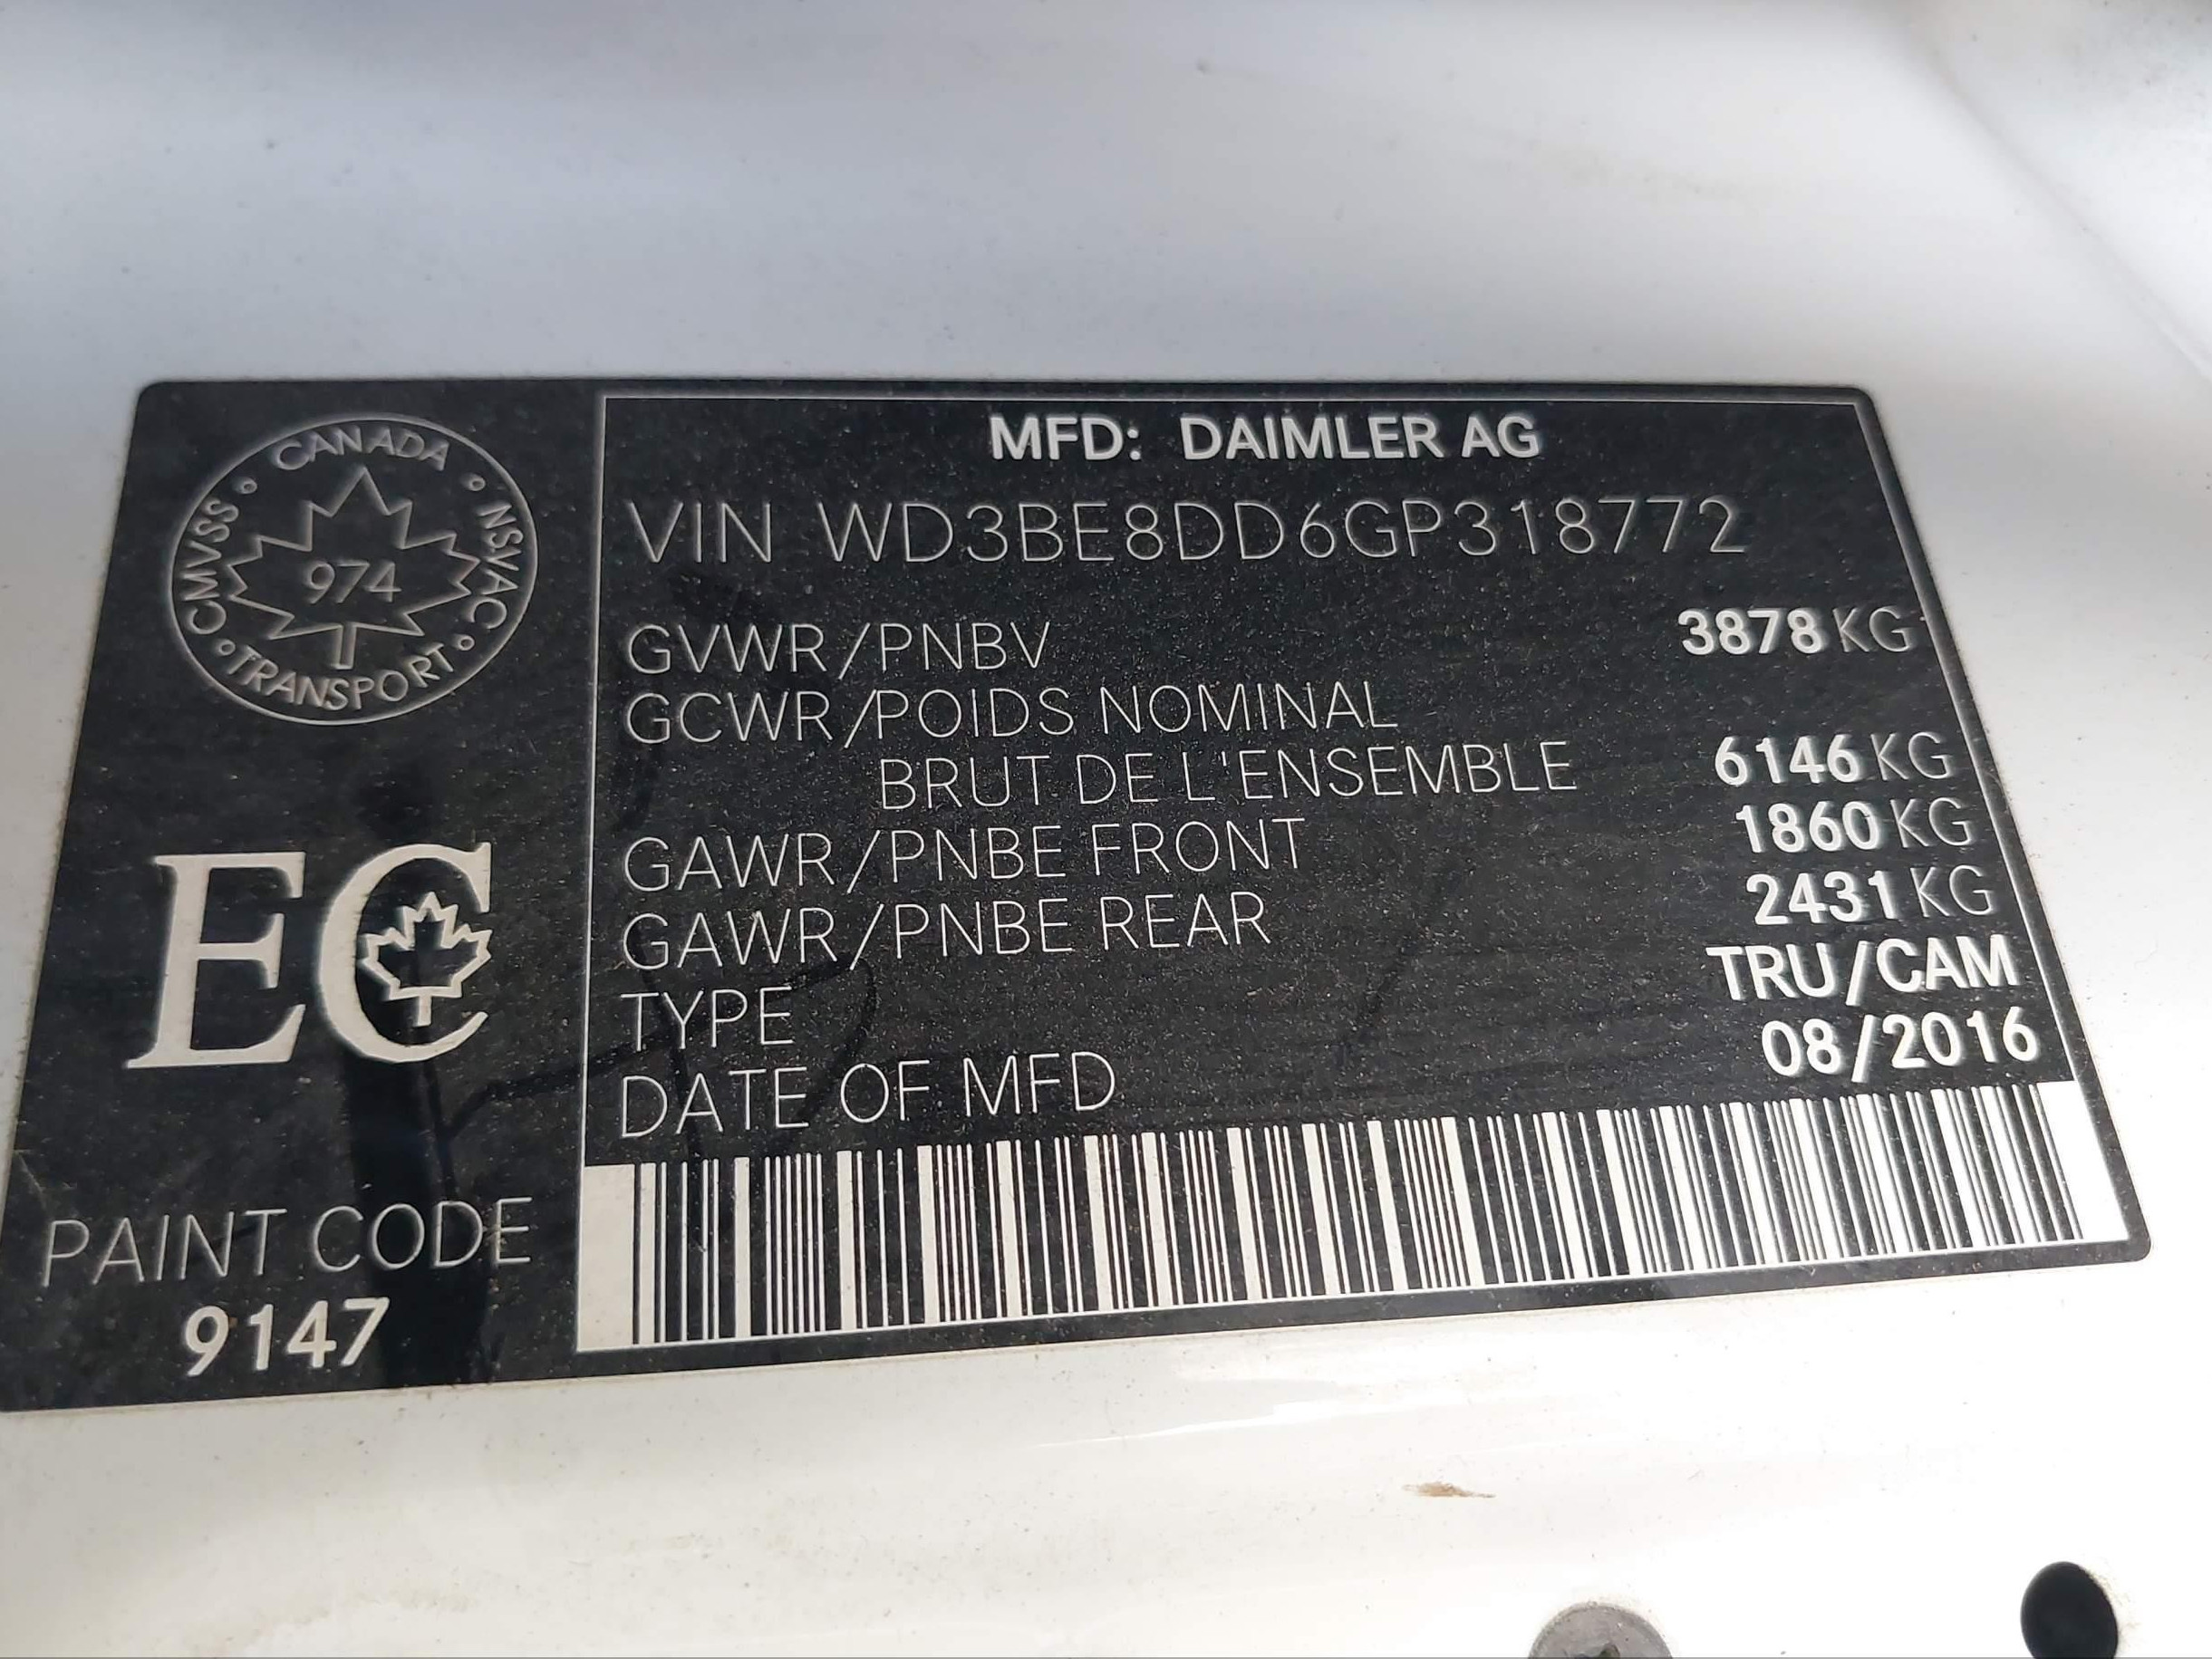 CANADA
CMVSS
NSVAC
974
TRANSPORT
EC
PAINT CODE
9147
MFD: DAIMLER AG
VIN WD3BE8DD6GP318772
GVWR/PNBV 3878 KG
GCWR/POIDS NOMINAL
BRUT DE L'ENSEMBLE 6146 KG
GAWR/PNBE FRONT 1860 KG
GAWR/PNBE REAR 2431 KG
TYPE TRU/CAM
DATE OF MFD 08/2016